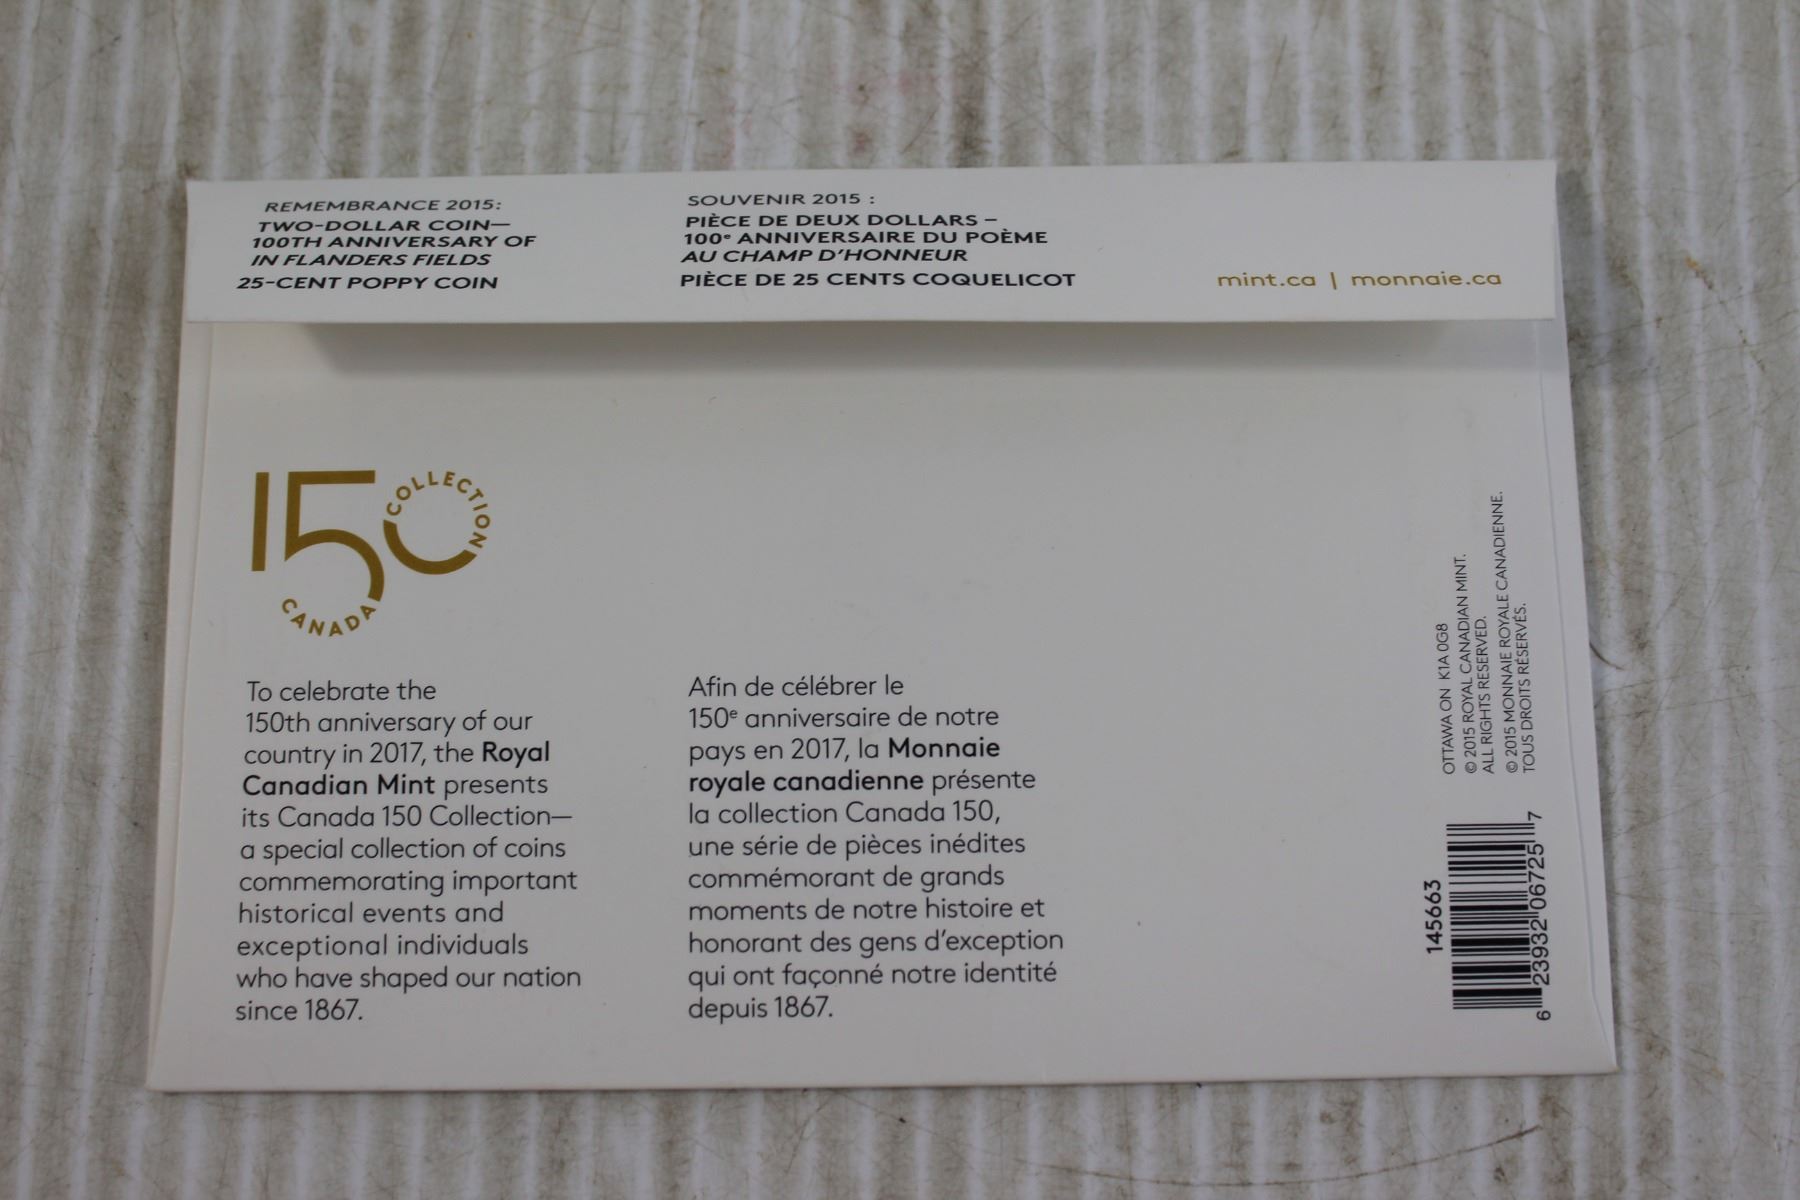 REMEMBRANCE 2015:
TWO-DOLLAR COIN—
100TH ANNIVERSARY OF
IN FLANDERS FIELDS
25-CENT POPPY COIN
SOUVENIR 2015 :
PIÈCE DE DEUX DOLLARS –
100e ANNIVERSAIRE DU POÈME
AU CHAMP D'HONNEUR
PIÈCE DE 25 CENTS COQUELICOT
mint.ca | monnaie.ca
150
COLLECTION
CANADA
To celebrate the
150th anniversary of our
country in 2017, the Royal
Canadian Mint presents
its Canada 150 Collection—
a special collection of coins
commemorating important
historical events and
exceptional individuals
who have shaped our nation
since 1867.
Afin de célébrer le
150e anniversaire de notre
pays en 2017, la Monnaie
royale canadienne présente
la collection Canada 150,
une série de pièces inédites
commémorant de grands
moments de notre histoire et
honorant des gens d'exception
qui ont façonné notre identité
depuis 1867.
OTTAWA ON K1A 0G8
© 2015 ROYAL CANADIAN MINT.
ALL RIGHTS RESERVED.
© 2015 MONNAIE ROYALE CANADIENNE.
TOUS DROITS RÉSERVÉS.
145663
6 23932 06725 7